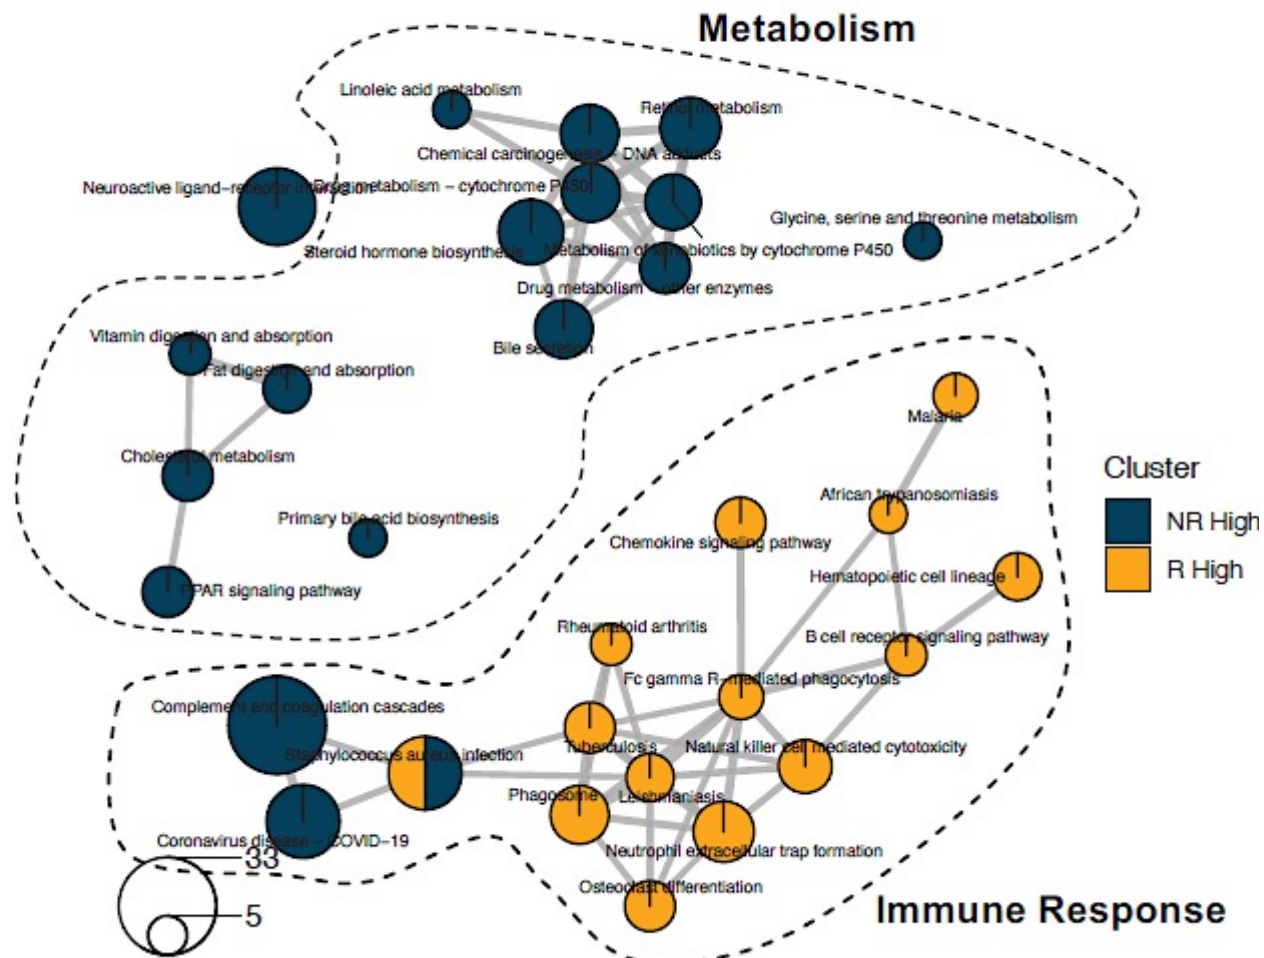 Metabolism
Linoleic acid metabolism
Retinol metabolism
Chemical carcinogenesis – DNA adducts
Neuroactive ligand–receptor interaction
Drug metabolism – cytochrome P450
Glycine, serine and threonine metabolism
Steroid hormone biosynthesis
Metabolism of xenobiotics by cytochrome P450
Drug metabolism – other enzymes
Vitamin digestion and absorption
Bile secretion
Fat digestion and absorption
Malaria
Cholesterol metabolism
Cluster
African trypanosomiasis
NR High
Primary bile acid biosynthesis
Chemokine signaling pathway
R High
Hematopoietic cell lineage
PPAR signaling pathway
Rheumatoid arthritis
B cell receptor signaling pathway
Fc gamma R–mediated phagocytosis
Complement and coagulation cascades
Staphylococcus aureus infection
Tuberculosis
Natural killer cell mediated cytotoxicity
Phagosome
Leishmaniasis
Coronavirus disease – COVID–19
Neutrophil extracellular trap formation
33
Osteoclast differentiation
5
Immune Response